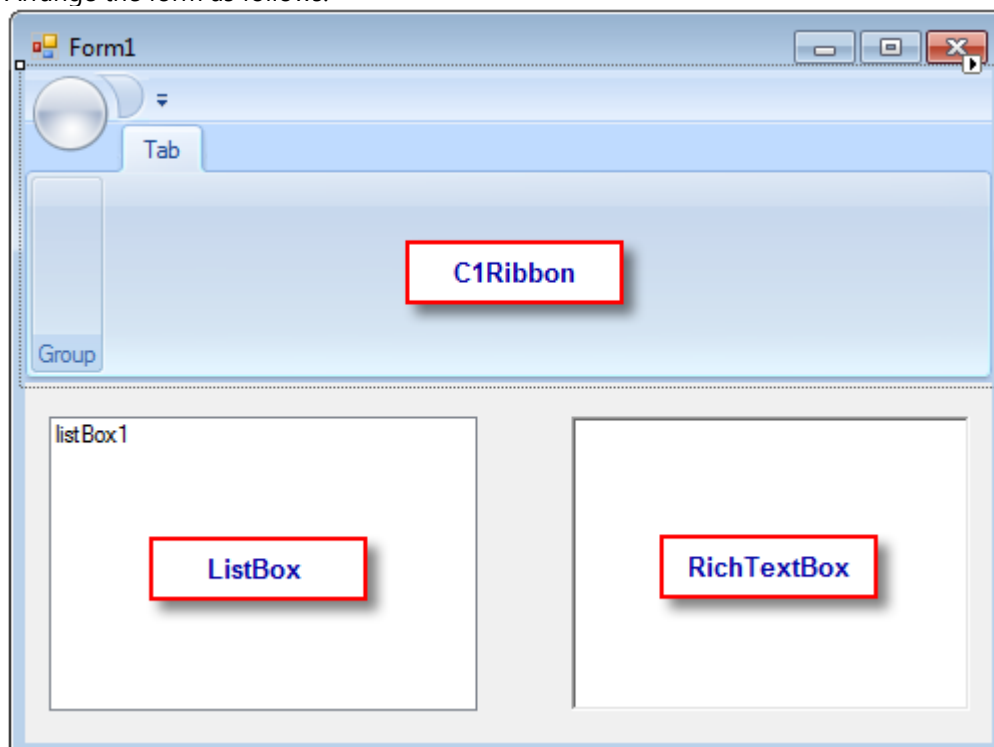 Arrange the form as follows:
Form1
Tab
C1Ribbon
Group
listBox1
ListBox
RichTextBox